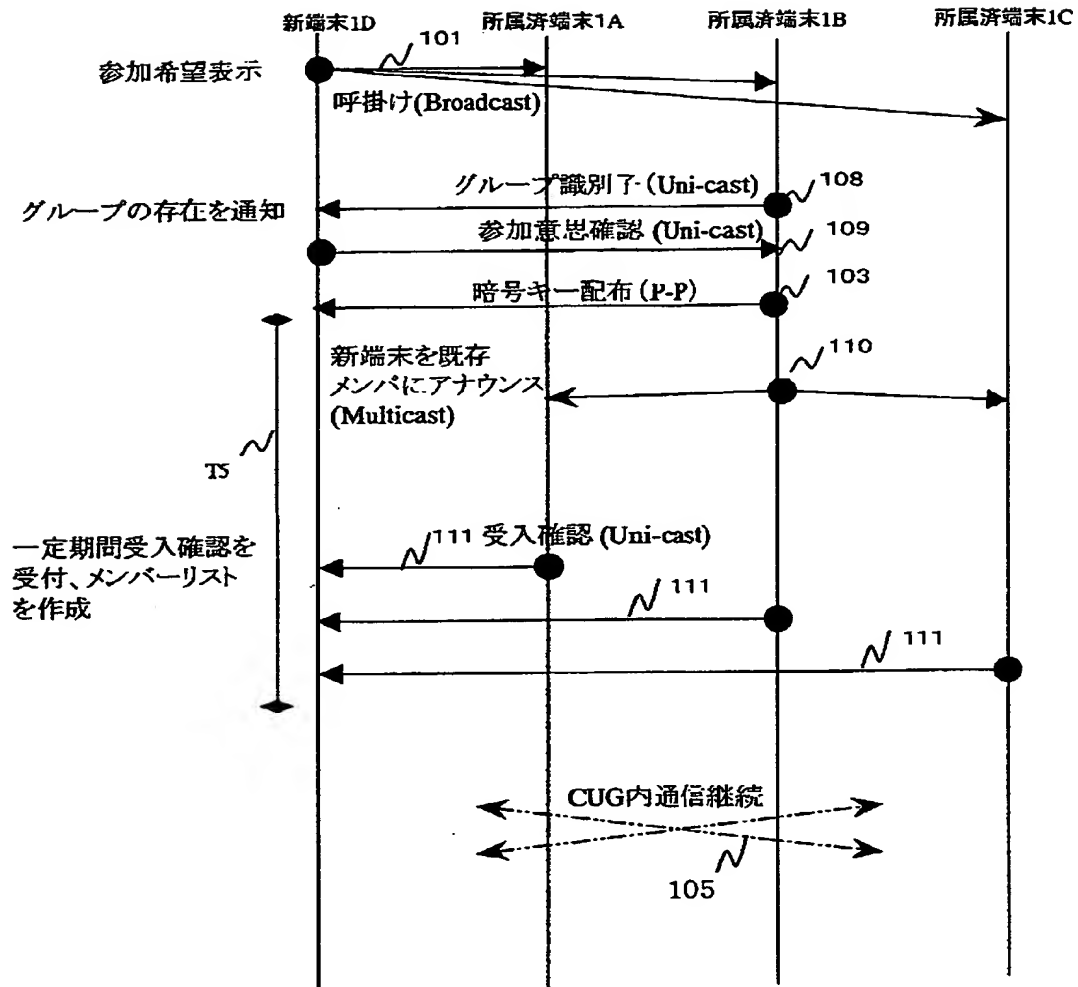 新端末1D
所属済端末1A
所属済端末1B
所属済端末1C
101
参加希望表示
呼掛け(Broadcast)
グループ識別子(Uni-cast)
108
グループの存在を通知
参加意思確認 (Uni-cast)
109
暗号キー配布(P-P)
103
新端末を既存
メンバにアナウンス
(Multicast)
110
T5
一定期間受入確認を
受付、メンバーリスト
を作成
111 受入確認 (Uni-cast)
111
111
CUG内通信継続
105